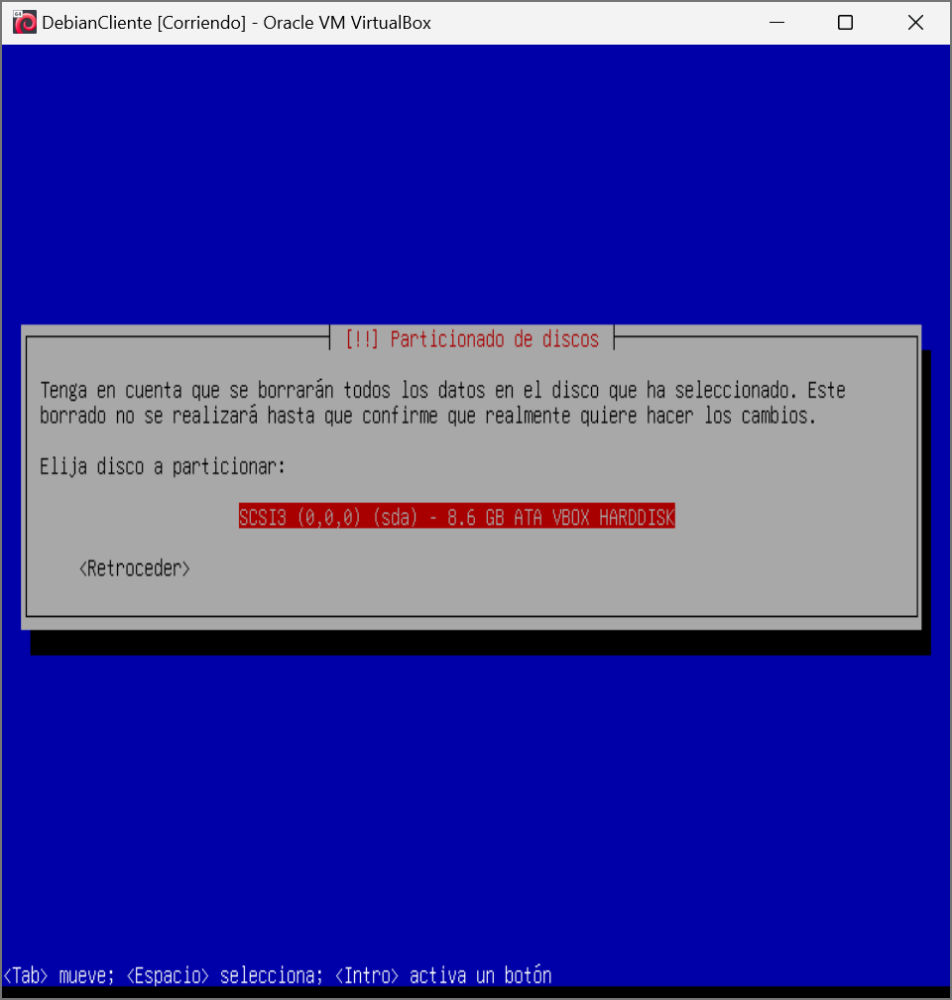 DebianCliente [Corriendo] - Oracle VM VirtualBox
[!!] Particionado de discos
Tenga en cuenta que se borrarán todos los datos en el disco que ha seleccionado. Este
borrado no se realizará hasta que confirme que realmente quiere hacer los cambios.
Elija disco a particionar:
SCSI3 (0,0,0) (sda) - 8.6 GB ATA VBOX HARDDISK
<Retroceder>
<Tab> mueve; <Espacio> selecciona; <Intro> activa un botón